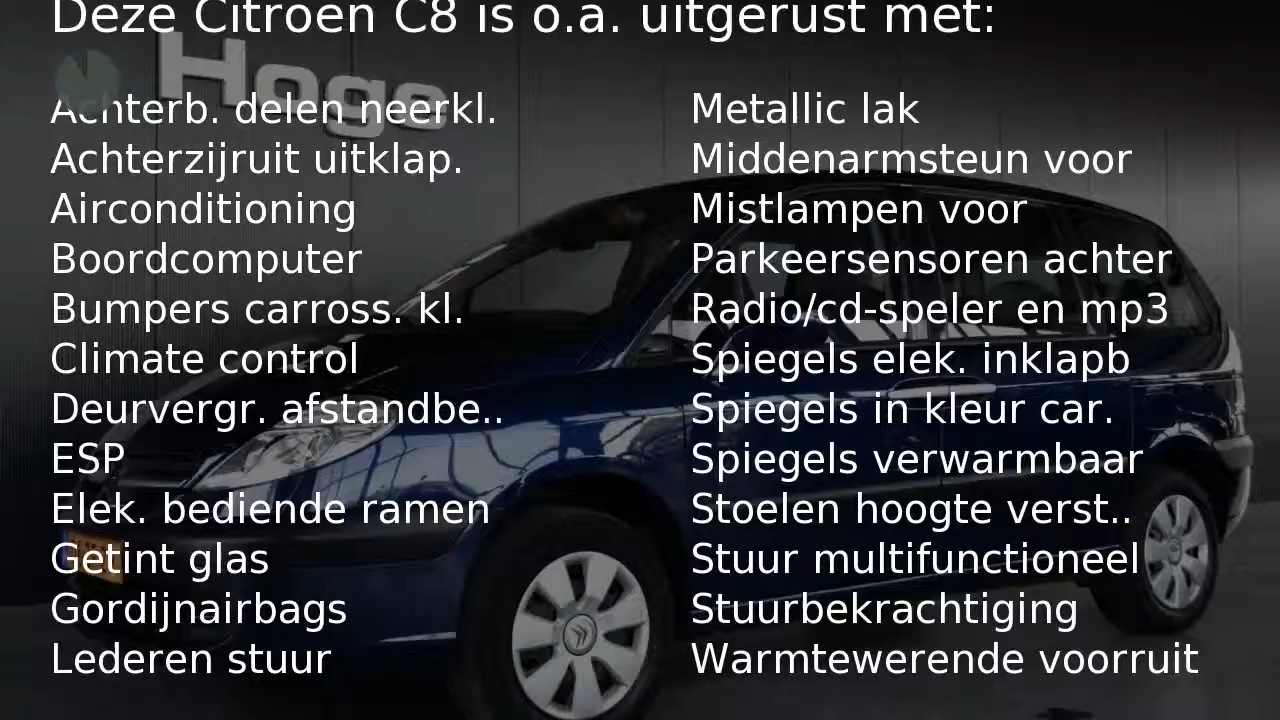 Deze Citroën C8 is o.a. uitgerust met:
Hoge
Achterb. delen neerkl.
Achterzijruit uitklap.
Airconditioning
Boordcomputer
Bumpers carross. kl.
Climate control
Deurvergr. afstandbe..
ESP
Elek. bediende ramen
Getint glas
Gordijnairbags
Lederen stuur
Metallic lak
Middenarmsteun voor
Mistlampen voor
Parkeersensoren achter
Radio/cd-speler en mp3
Spiegels elek. inklapb
Spiegels in kleur car.
Spiegels verwarmbaar
Stoelen hoogte verst..
Stuur multifunctioneel
Stuurbekrachtiging
Warmtewerende voorruit